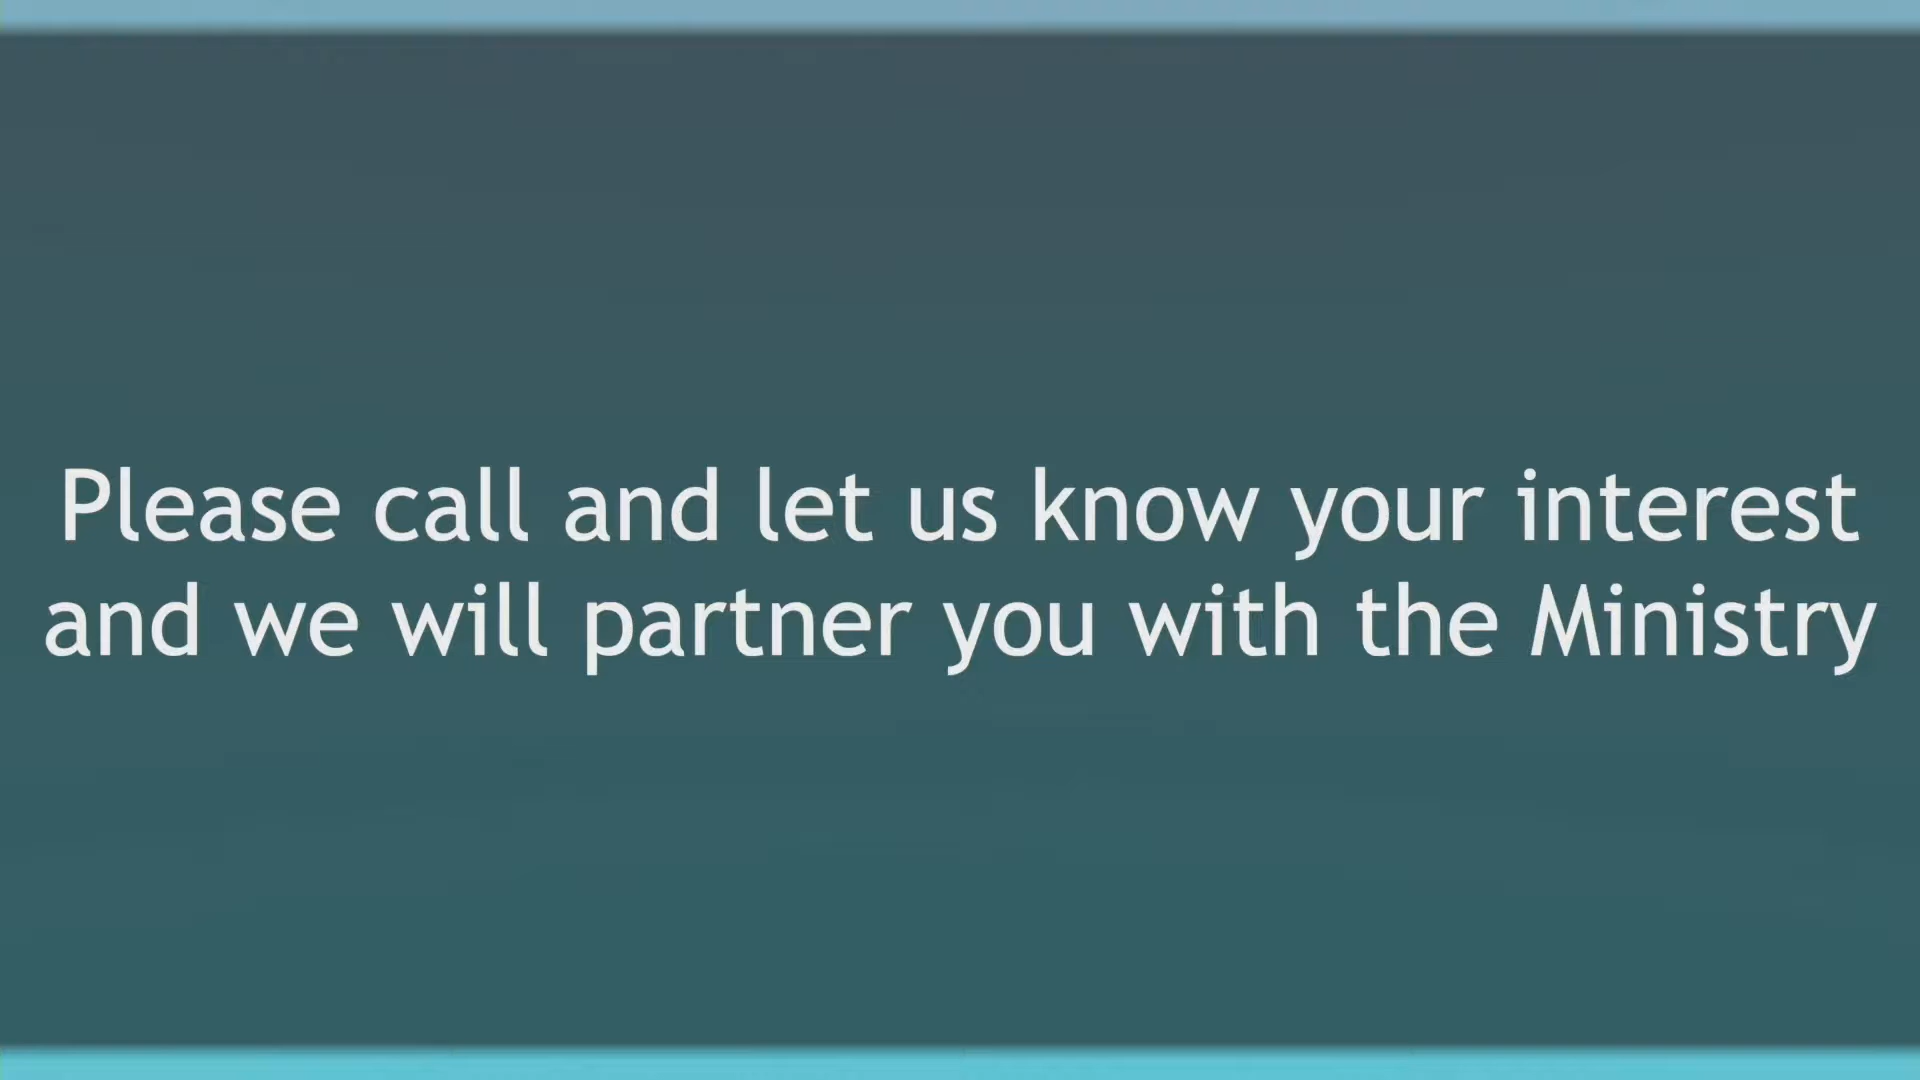 Please call and let us know your interest
and we will partner you with the Ministry